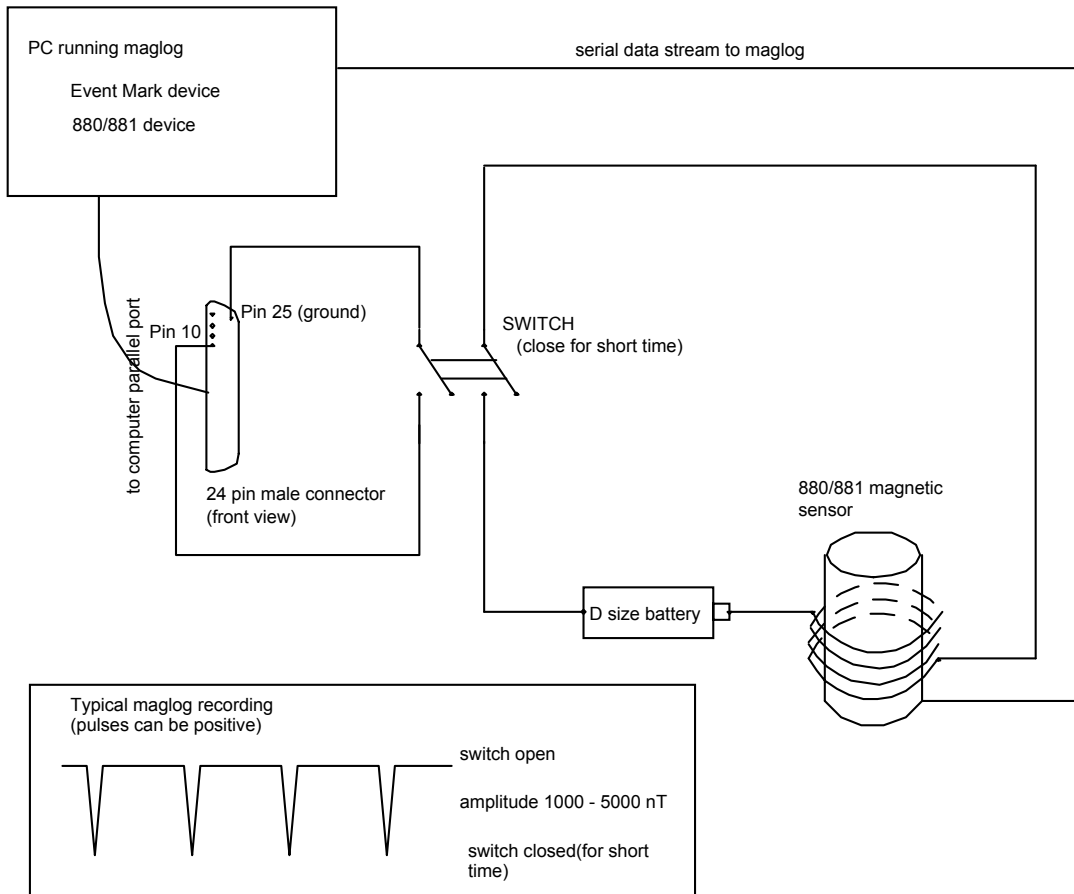 PC running maglog
Event Mark device
880/881 device
serial data stream to maglog
to computer parallel port
Pin 25 (ground)
Pin 10
SWITCH
(close for short time)
24 pin male connector
(front view)
880/881 magnetic
sensor
D size battery
Typical maglog recording
(pulses can be positive)
switch open
amplitude 1000 - 5000 nT
switch closed(for short
time)